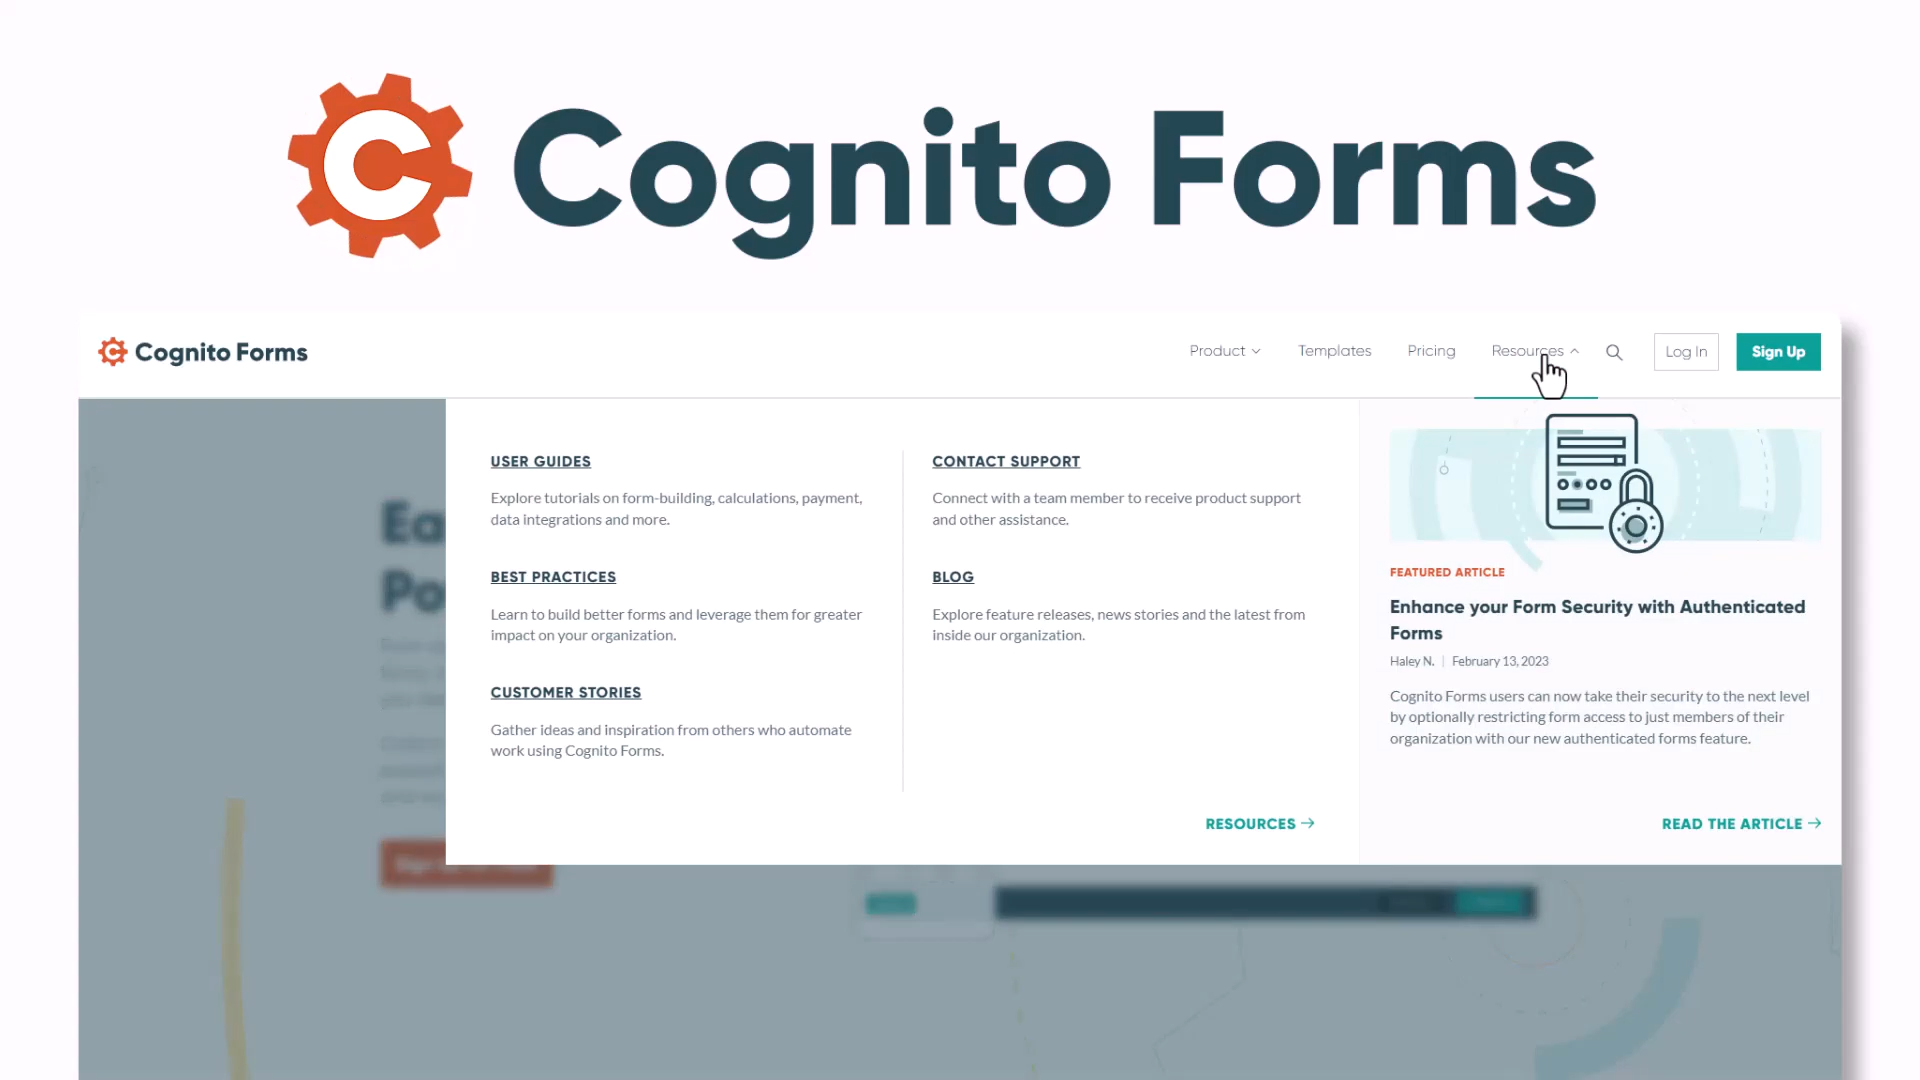 Cognito Forms
Cognito Forms
Product
Templates
Pricing
Resources
Log In
Sign Up
USER GUIDES
Explore tutorials on form-building, calculations, payment,
data integrations and more.
BEST PRACTICES
Learn to build better forms and leverage them for greater
impact on your organization.
CUSTOMER STORIES
Gather ideas and inspiration from others who automate
work using Cognito Forms.
CONTACT SUPPORT
Connect with a team member to receive product support
and other assistance.
BLOG
Explore feature releases, news stories and the latest from
inside our organization.
RESOURCES
FEATURED ARTICLE
Enhance your Form Security with Authenticated
Forms
Haley N. | February 13, 2023
Cognito Forms users can now take their security to the next level
by optionally restricting form access to just members of their
organization with our new authenticated forms feature.
READ THE ARTICLE
Ea
Po